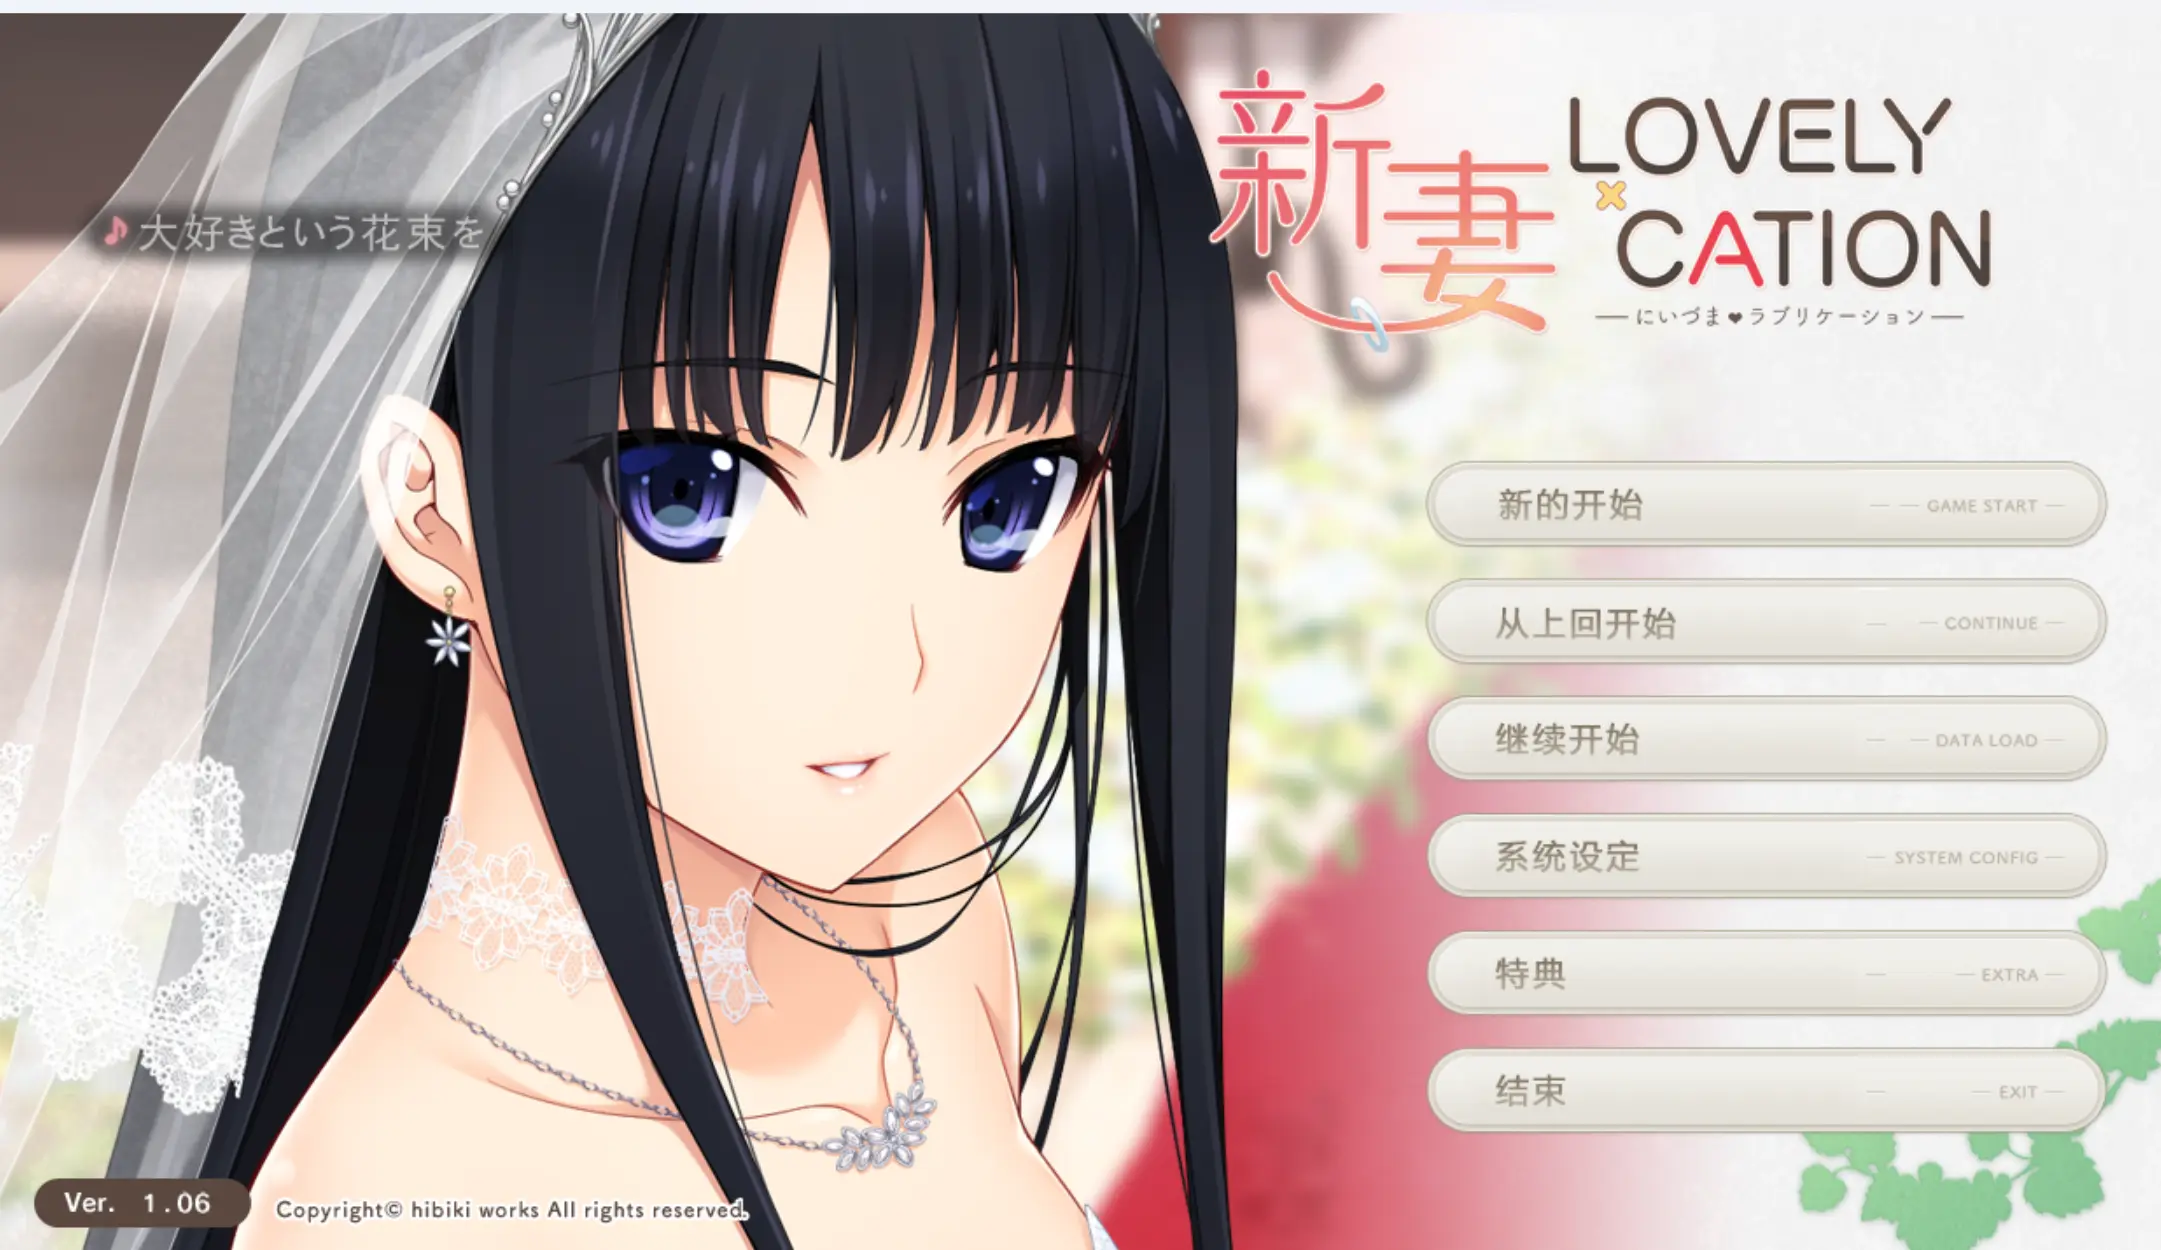 新妻
LOVELY
×CATION
にいづま♥ラブリケーション
♪大好きという花束を
新的开始 GAME START
从上回开始 CONTINUE
继续开始 DATA LOAD
系统设定 SYSTEM CONFIG
特典 EXTRA
结束 EXIT
Ver. 1.06
Copyright© hibiki works All rights reserved.